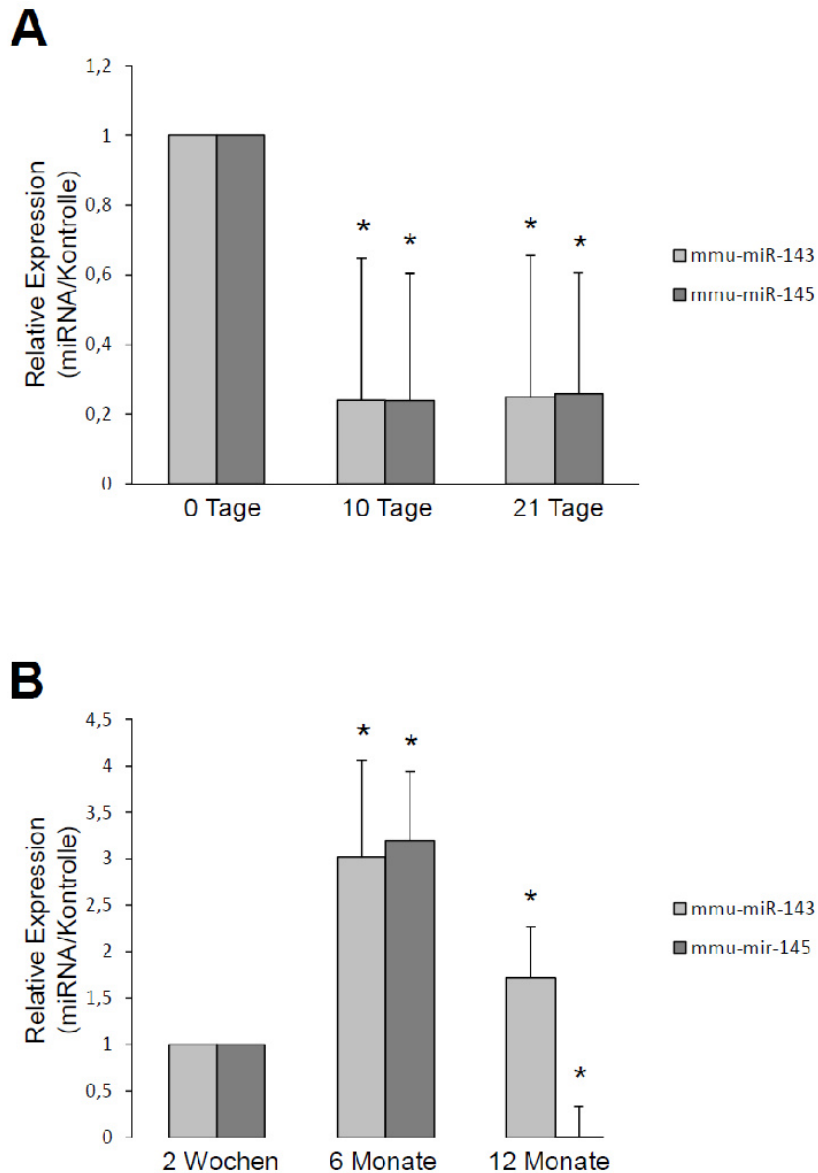 A
1,2
1
0,8
0,6
0,4
0,2
0
Relative Expression
(miRNA/Kontrolle)
* * * *
0 Tage 10 Tage 21 Tage
mmu-miR-143
mmu-miR-145
B
4,5
4
3,5
3
2,5
2
1,5
1
0,5
0
Relative Expression
(miRNA/Kontrolle)
* * * *
2 Wochen 6 Monate 12 Monate
mmu-miR-143
mmu-mir-145